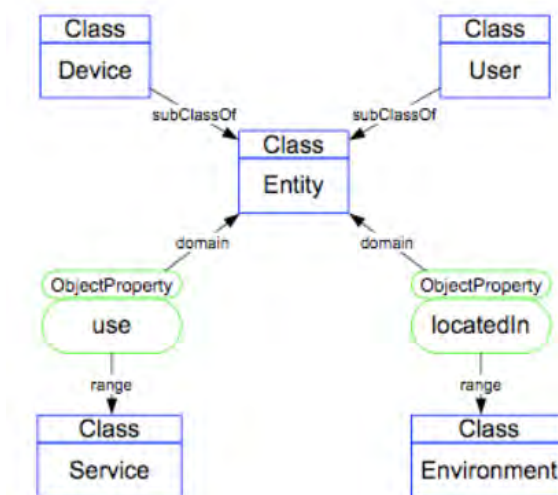 Class
Device
Class
User
subClassOf
subClassOf
Class
Entity
domain
domain
ObjectProperty
use
ObjectProperty
locatedIn
range
range
Class
Service
Class
Environment